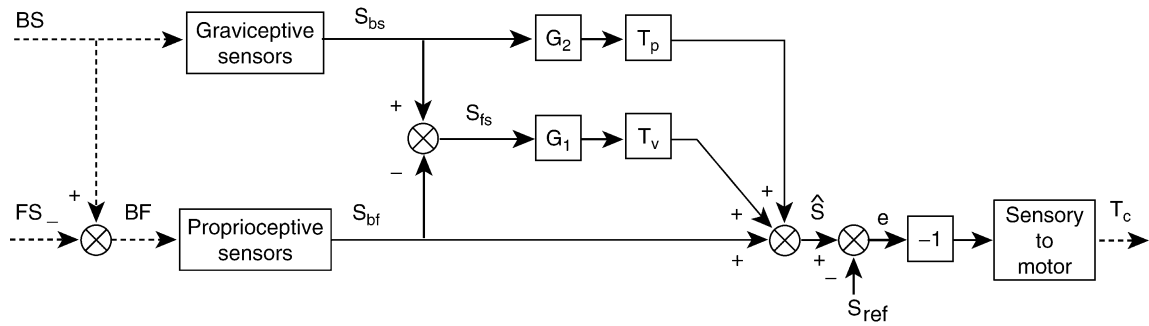 BS
Graviceptive
sensors
S_bs
G_2
T_p
+
S_fs
G_1
T_v
−
+
FS_
BF
Proprioceptive
sensors
S_bf
+
+
+
Ŝ
+
−
e
−1
Sensory
to
motor
T_c
S_ref